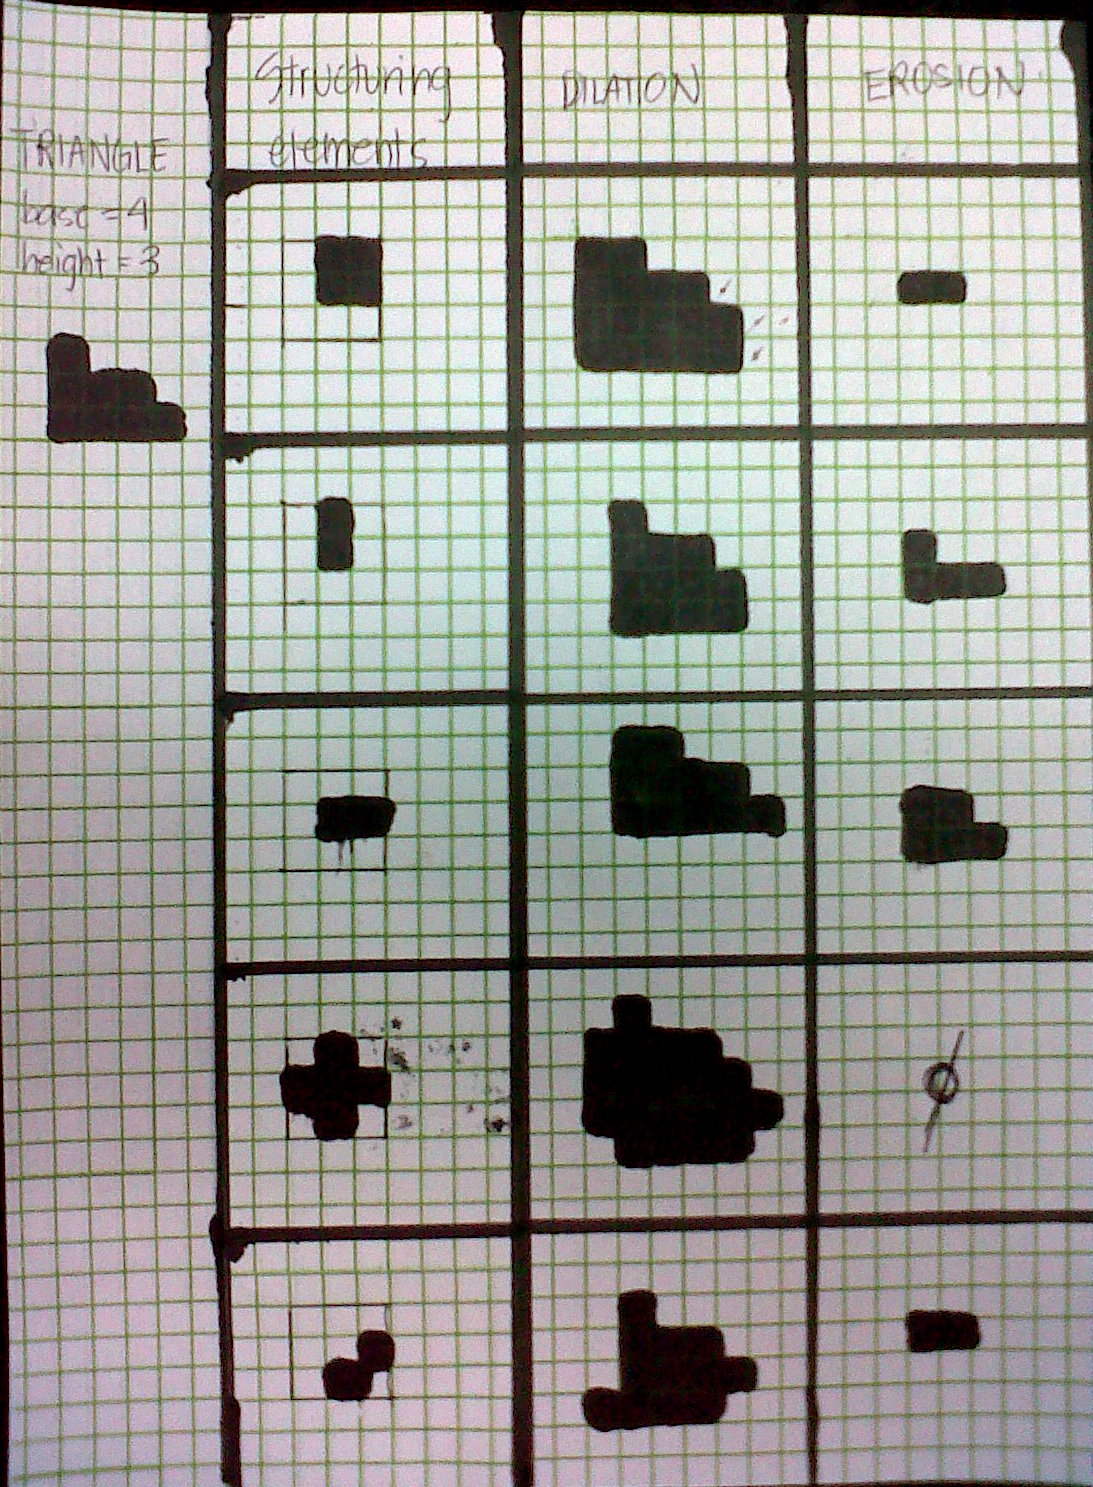 Structuring
elements
DILATION
EROSION
TRIANGLE
base = 4
height = 3
Ø